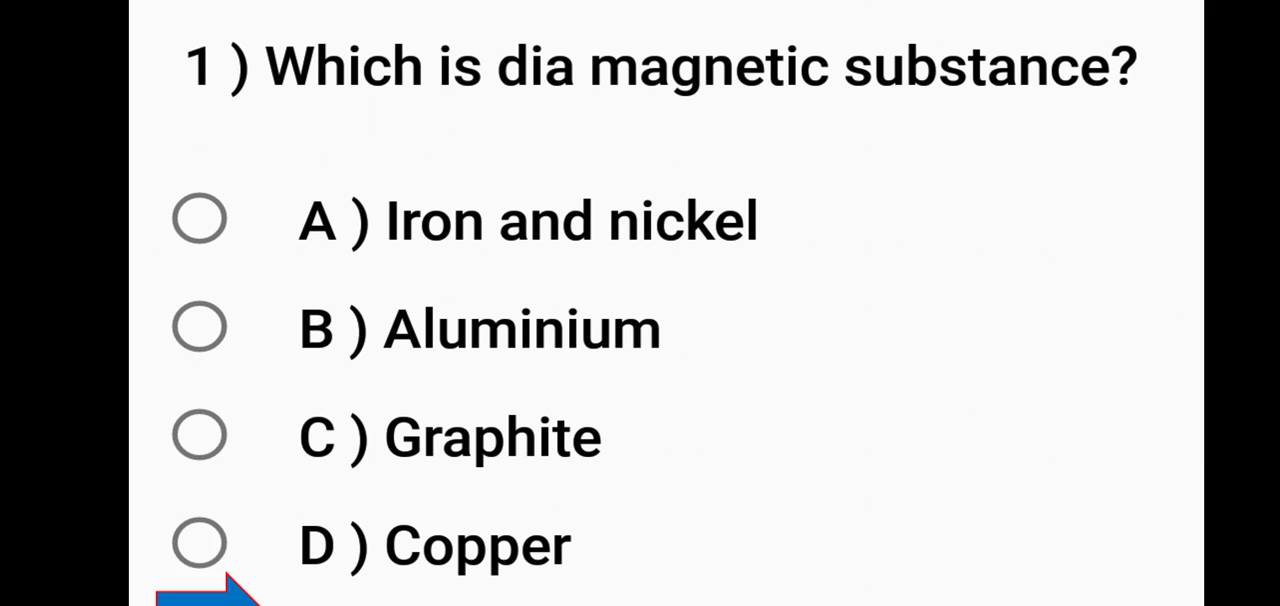 1 ) Which is dia magnetic substance?
A ) Iron and nickel
B ) Aluminium
C ) Graphite
D ) Copper